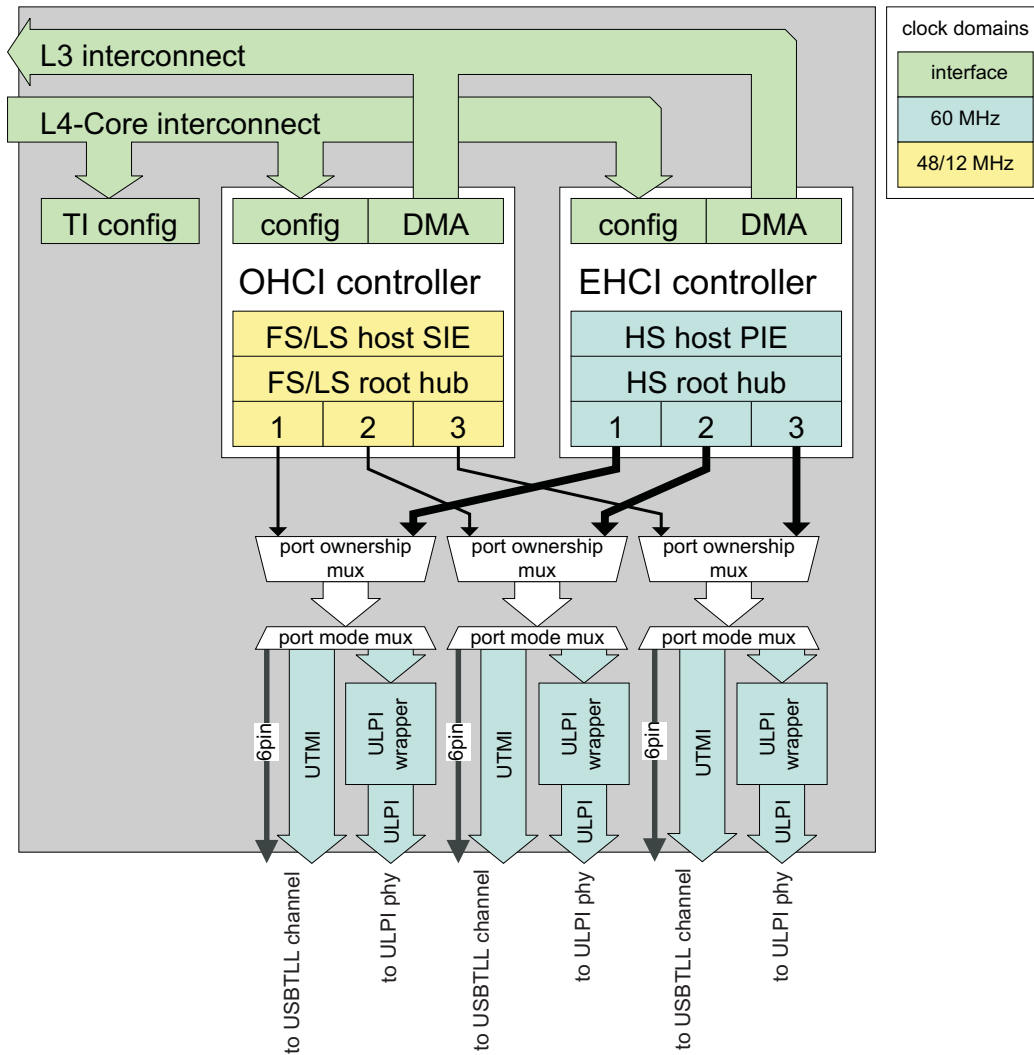 clock domains
interface
60 MHz
48/12 MHz
L3 interconnect
L4-Core interconnect
TI config
config
DMA
OHCI controller
FS/LS host SIE
FS/LS root hub
1
2
3
config
DMA
EHCI controller
HS host PIE
HS root hub
1
2
3
port ownership
mux
port ownership
mux
port ownership
mux
port mode mux
port mode mux
port mode mux
6pin
UTMI
ULPI
wrapper
ULPI
6pin
UTMI
ULPI
wrapper
ULPI
6pin
UTMI
ULPI
wrapper
ULPI
to USBTLL channel
to ULPI phy
to USBTLL channel
to ULPI phy
to USBTLL channel
to ULPI phy